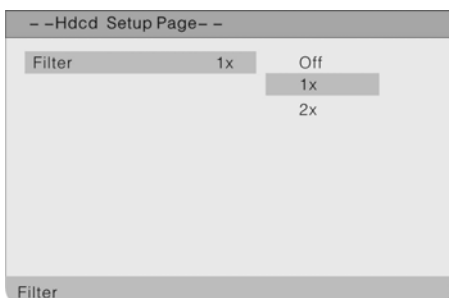 - -Hdcd Setup Page- -
Filter 1x Off
1x
2x
Filter